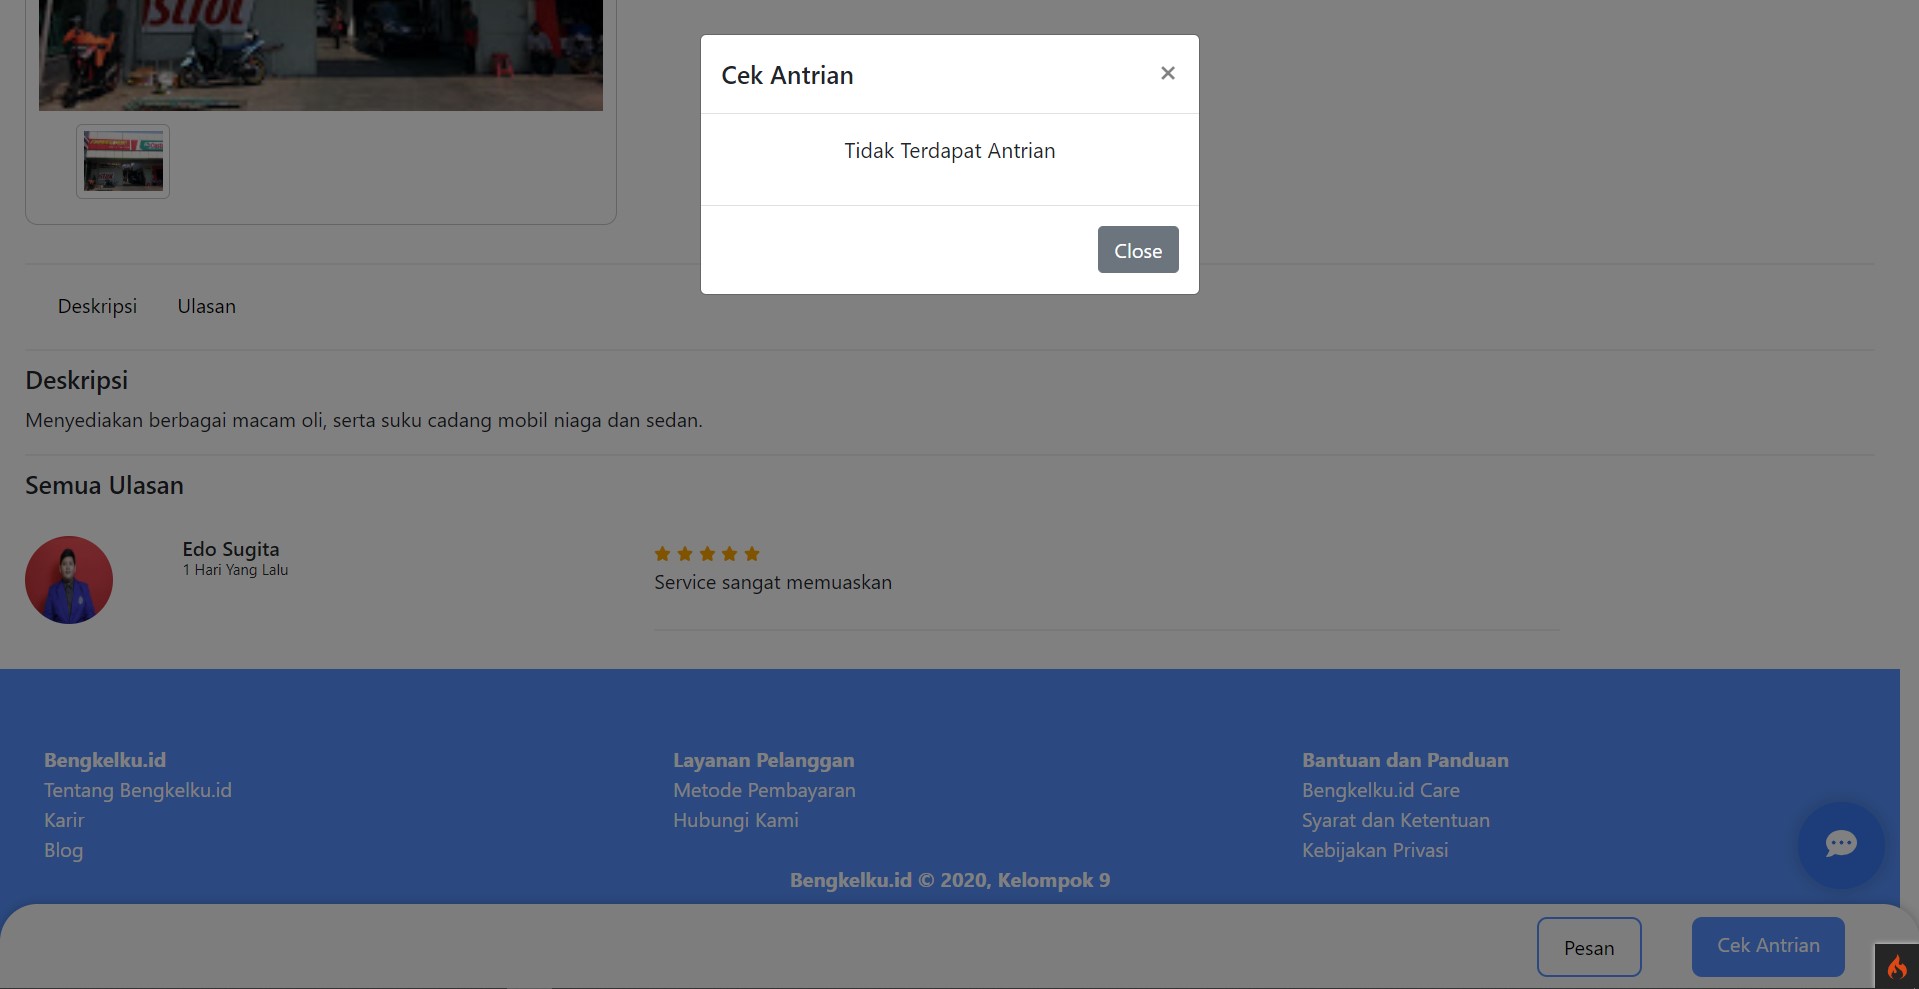 Cek Antrian
×
Tidak Terdapat Antrian
Close
Deskripsi Ulasan
Deskripsi
Menyediakan berbagai macam oli, serta suku cadang mobil niaga dan sedan.
Semua Ulasan
Edo Sugita
1 Hari Yang Lalu
Service sangat memuaskan
Bengkelku.id
Tentang Bengkelku.id
Karir
Blog
Layanan Pelanggan
Metode Pembayaran
Hubungi Kami
Bantuan dan Panduan
Bengkelku.id Care
Syarat dan Ketentuan
Kebijakan Privasi
Bengkelku.id © 2020, Kelompok 9
Pesan
Cek Antrian